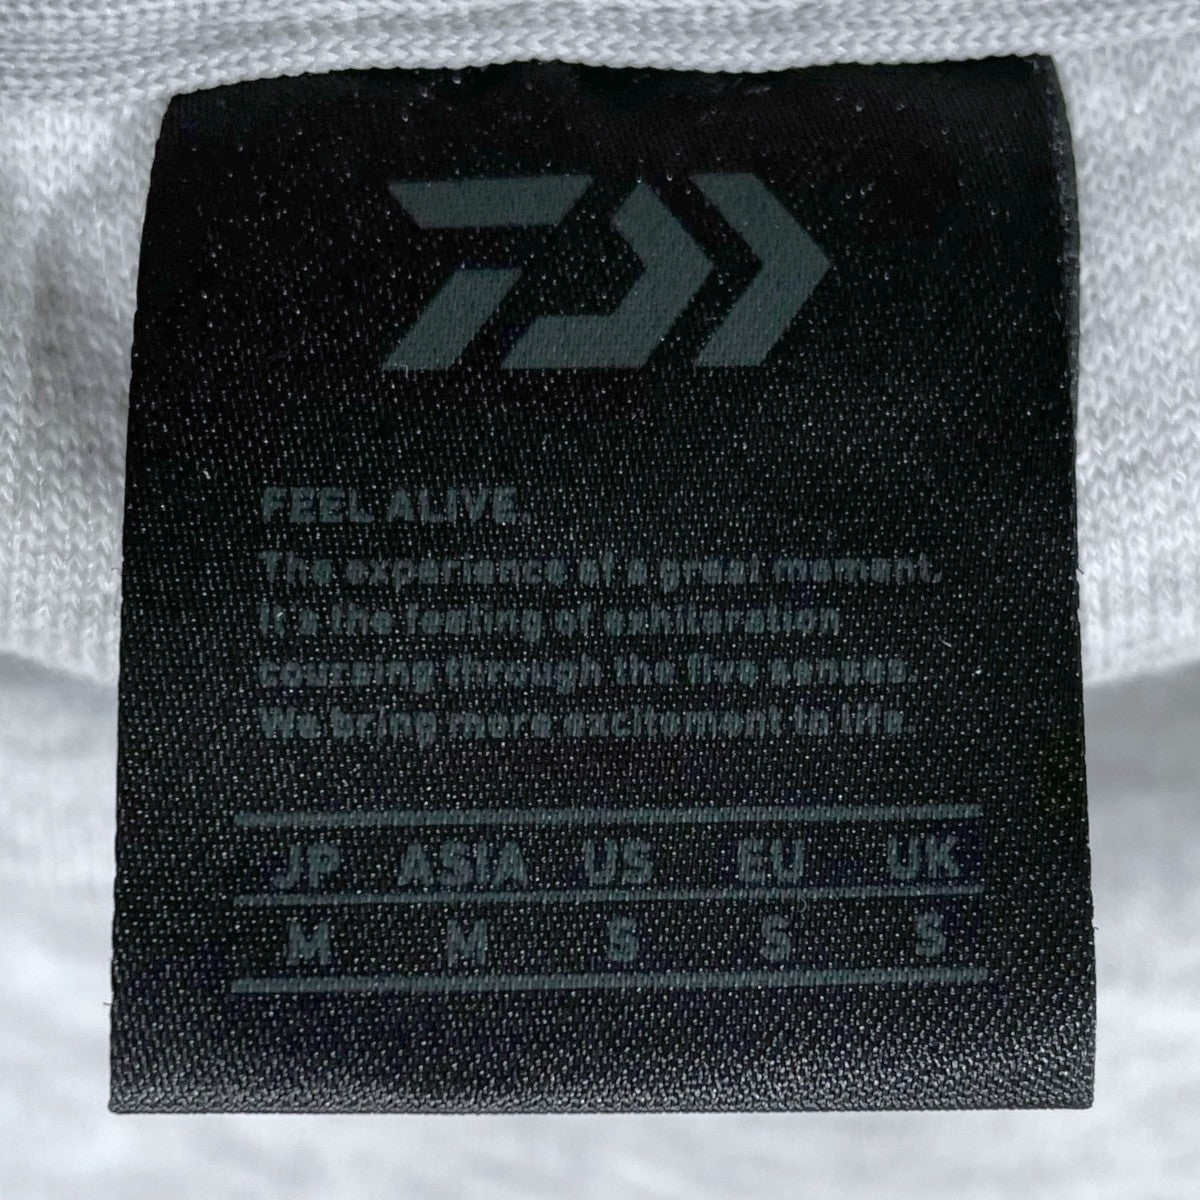 FEEL ALIVE.
The experience of a great moment.
It's the feeling of exhilaration
coursing through the five senses.
We bring more excitement in life.
JP ASIA US EU UK
M M S S S